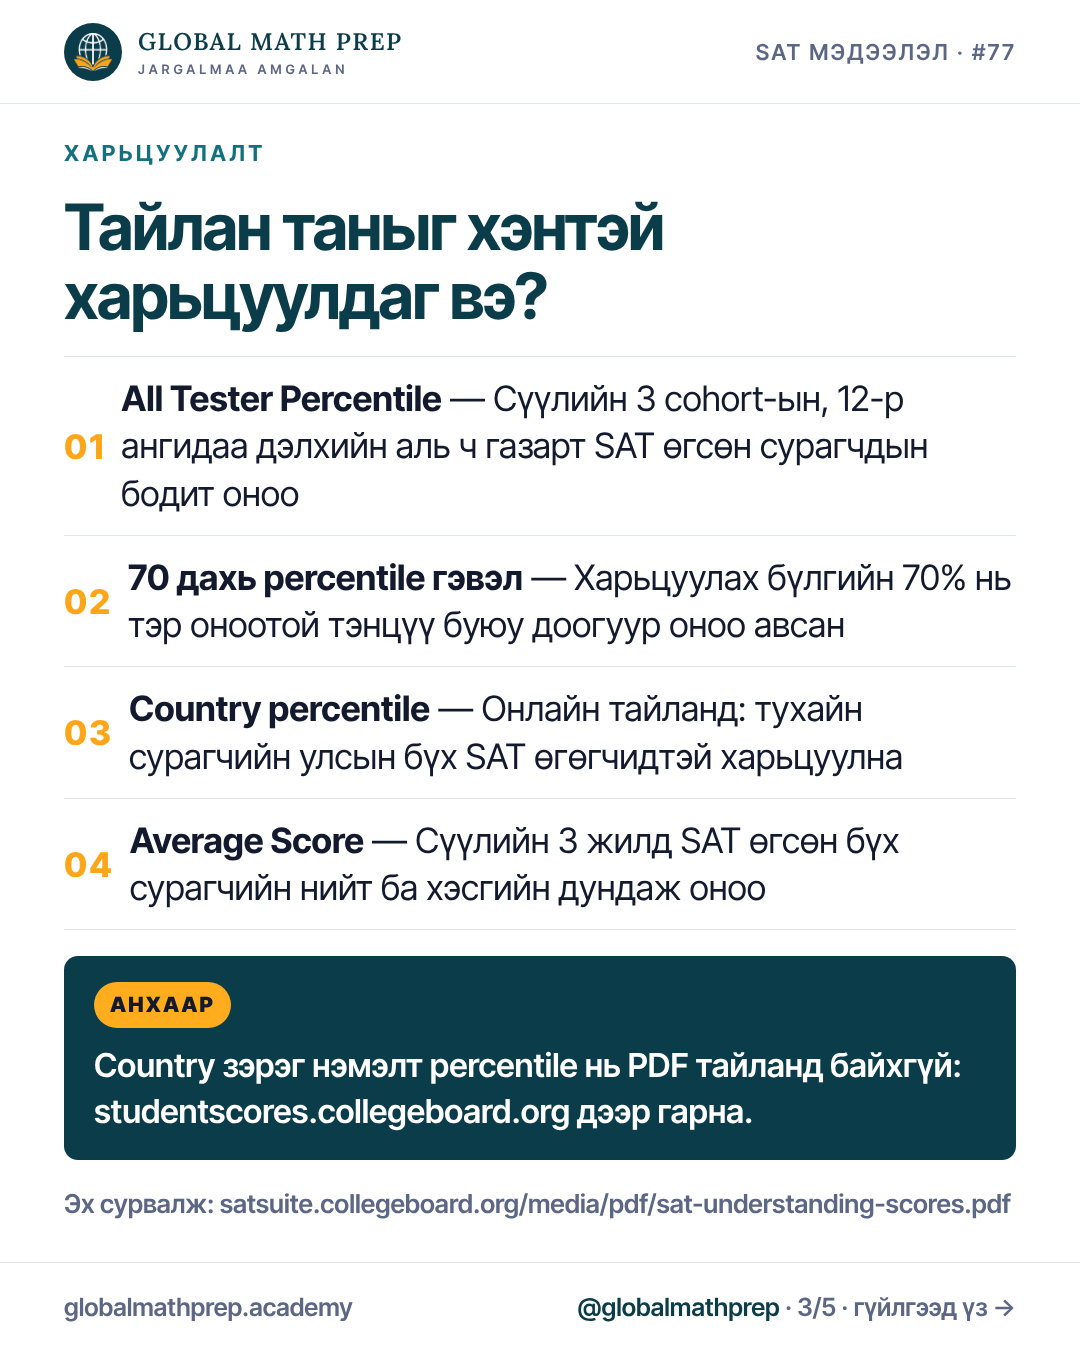 GLOBAL MATH PREP
JARGALMAA AMGALAN
SAT МЭДЭЭЛЭЛ · #77
ХАРЬЦУУЛАЛТ
Тайлан таныг хэнтэй
харьцуулдаг вэ?
01 All Tester Percentile — Сүүлийн 3 cohort-ын, 12-р
ангидаа дэлхийн аль ч газарт SAT өгсөн сурагчдын
бодит оноо
02 70 дахь percentile гэвэл — Харьцуулах бүлгийн 70% нь
тэр оноотой тэнцүү буюу доогуур оноо авсан
03 Country percentile — Онлайн тайланд: тухайн
сурагчийн улсын бүх SAT өгөгчидтэй харьцуулна
04 Average Score — Сүүлийн 3 жилд SAT өгсөн бүх
сурагчийн нийт ба хэсгийн дундаж оноо
АНХААР
Country зэрэг нэмэлт percentile нь PDF тайланд байхгүй:
studentscores.collegeboard.org дээр гарна.
Эх сурвалж: satsuite.collegeboard.org/media/pdf/sat-understanding-scores.pdf
globalmathprep.academy
@globalmathprep · 3/5 · гүйлгээд үз →